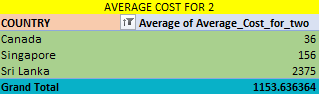 AVERAGE COST FOR 2
COUNTRY Average of Average_Cost_for_two
Canada 36
Singapore 156
Sri Lanka 2375
Grand Total 1153.636364